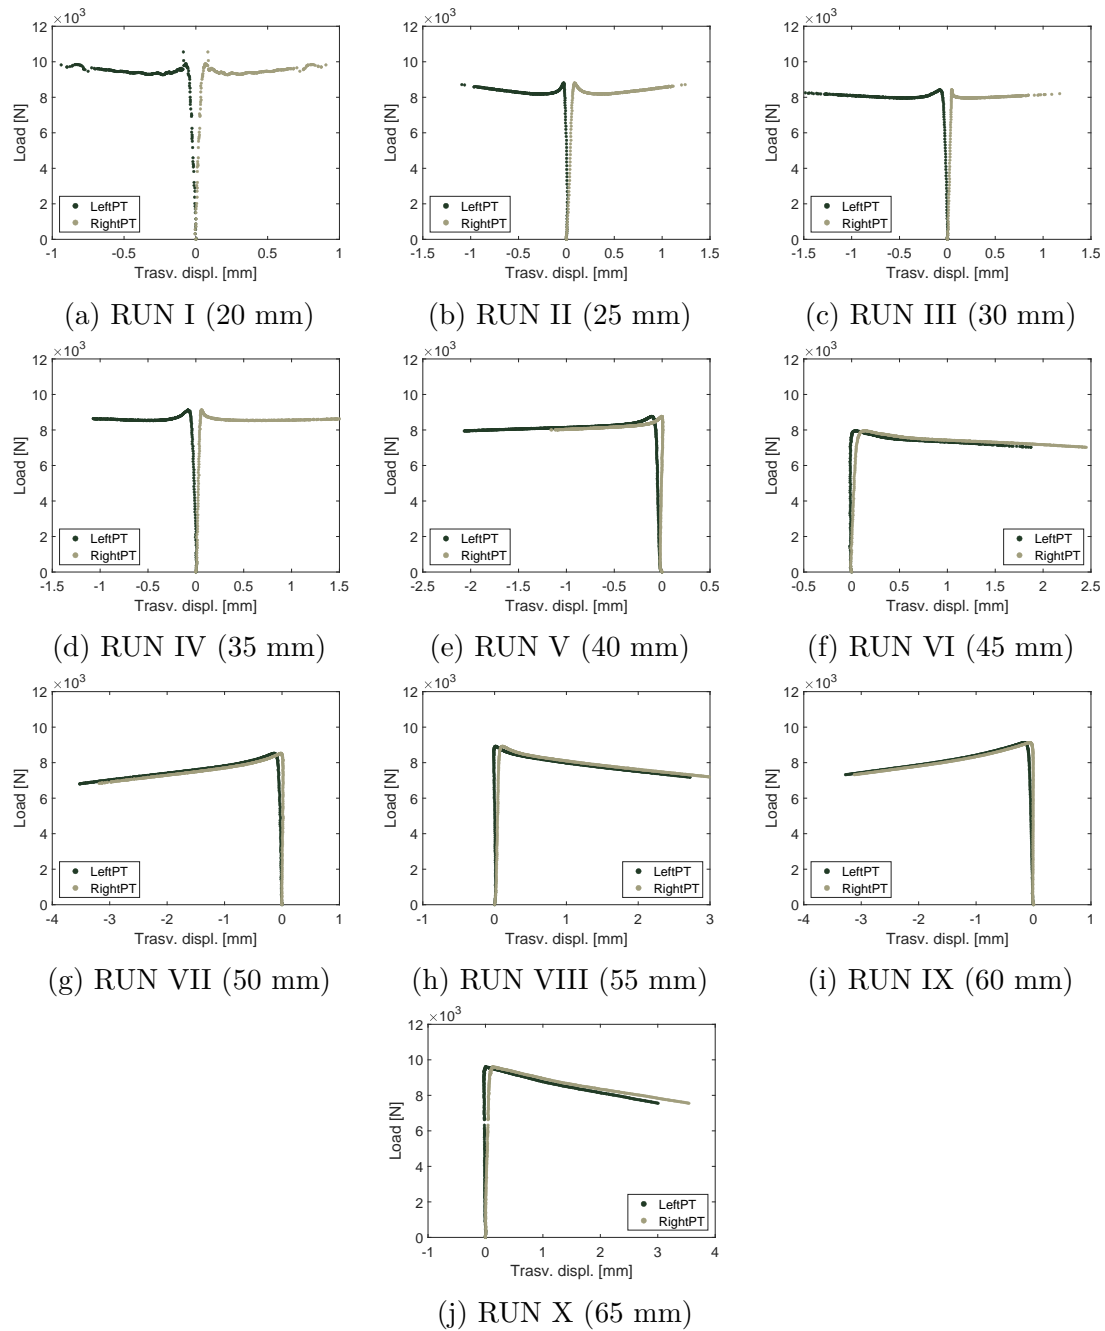 ×10³
12
10
8
6
4
2
0
Load [N]
LeftPT
RightPT
-1 -0.5 0 0.5 1
Trasv. displ. [mm]
(a) RUN I (20 mm)
×10³
12
10
8
6
4
2
0
Load [N]
LeftPT
RightPT
-1.5 -1 -0.5 0 0.5 1 1.5
Trasv. displ. [mm]
(b) RUN II (25 mm)
×10³
12
10
8
6
4
2
0
Load [N]
LeftPT
RightPT
-1.5 -1 -0.5 0 0.5 1 1.5
Trasv. displ. [mm]
(c) RUN III (30 mm)
×10³
12
10
8
6
4
2
0
Load [N]
LeftPT
RightPT
-1.5 -1 -0.5 0 0.5 1 1.5
Trasv. displ. [mm]
(d) RUN IV (35 mm)
×10³
12
10
8
6
4
2
0
Load [N]
LeftPT
RightPT
-2.5 -2 -1.5 -1 -0.5 0 0.5
Trasv. displ. [mm]
(e) RUN V (40 mm)
×10³
12
10
8
6
4
2
0
Load [N]
LeftPT
RightPT
-0.5 0 0.5 1 1.5 2 2.5
Trasv. displ. [mm]
(f) RUN VI (45 mm)
×10³
12
10
8
6
4
2
0
Load [N]
LeftPT
RightPT
-4 -3 -2 -1 0 1
Trasv. displ. [mm]
(g) RUN VII (50 mm)
×10³
12
10
8
6
4
2
0
Load [N]
LeftPT
RightPT
-1 0 1 2 3
Trasv. displ. [mm]
(h) RUN VIII (55 mm)
×10³
12
10
8
6
4
2
0
Load [N]
LeftPT
RightPT
-4 -3 -2 -1 0 1
Trasv. displ. [mm]
(i) RUN IX (60 mm)
×10³
12
10
8
6
4
2
0
Load [N]
LeftPT
RightPT
-1 0 1 2 3 4
Trasv. displ. [mm]
(j) RUN X (65 mm)